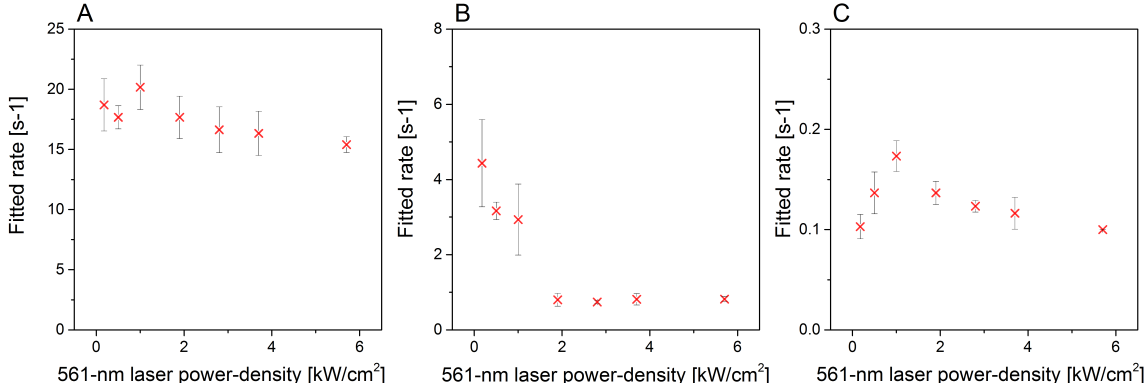 A
25
20
15
10
5
0
Fitted rate [s-1]
0 2 4 6
561-nm laser power-density [kW/cm²]
B
8
6
4
2
0
Fitted rate [s-1]
0 2 4 6
561-nm laser power-density [kW/cm²]
C
0.3
0.2
0.1
0.0
Fitted rate [s-1]
0 2 4 6
561-nm laser power-density [kW/cm²]